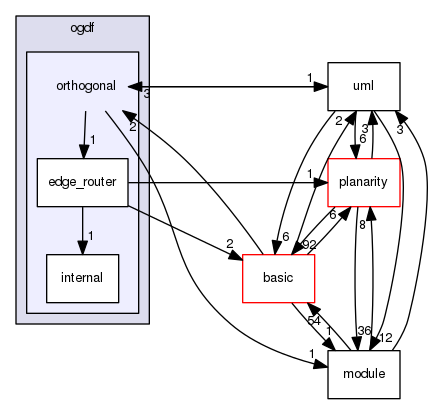 ogdf
orthogonal
uml
1
3
2
2
3
6
3
1
edge_router
1
planarity
6
8
1
2
6
92
internal
basic
54
1
36
12
1
module